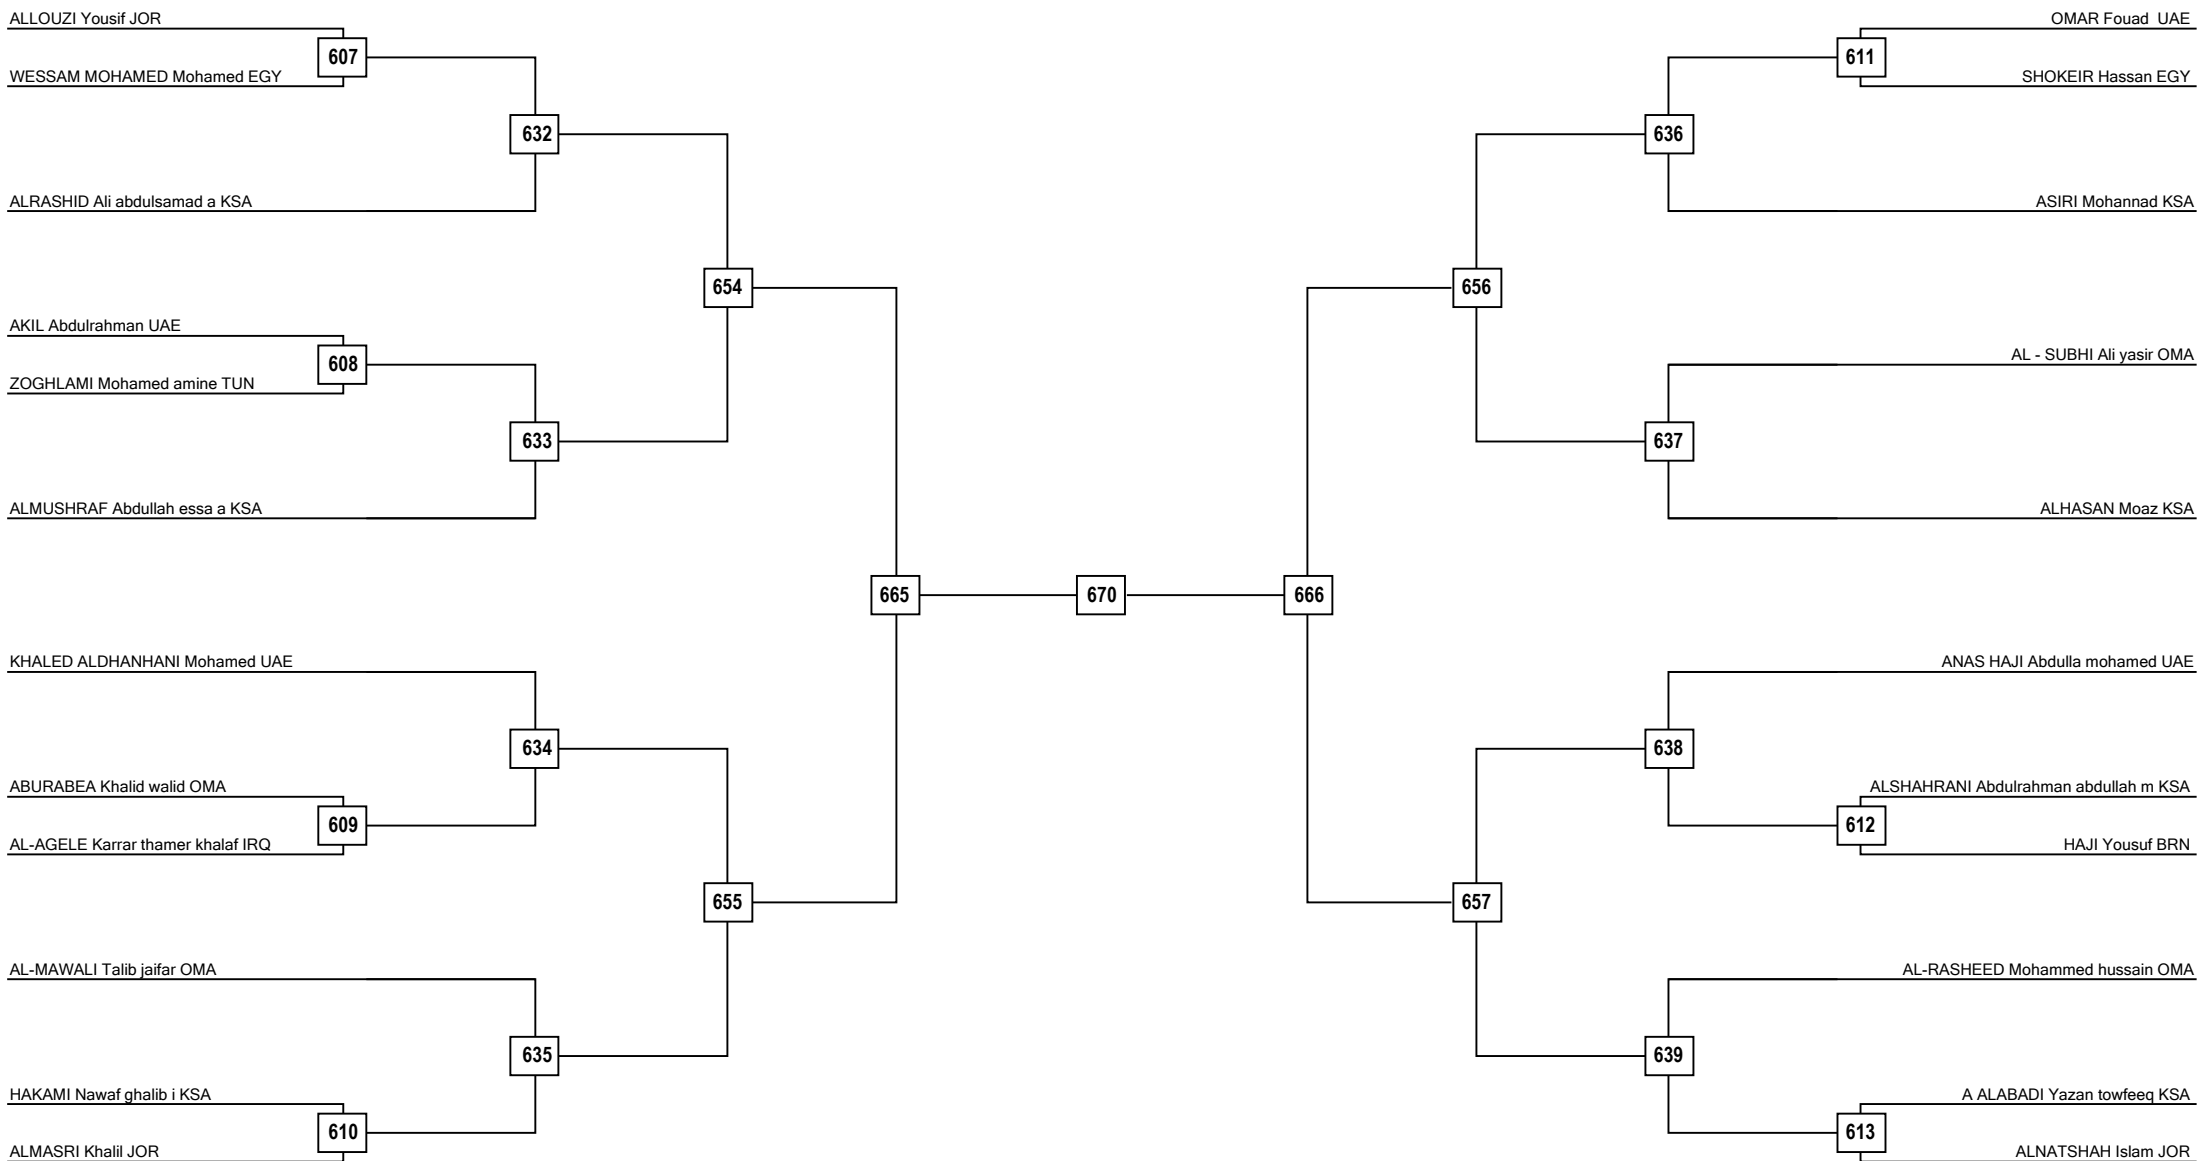 ALLOUZI Yousif JOR
607
WESSAM MOHAMED Mohamed EGY
632
ALRASHID Ali abdulsamad a KSA
654
AKIL Abdulrahman UAE
608
ZOGHLAMI Mohamed amine TUN
633
ALMUSHRAF Abdullah essa a KSA
665
KHALED ALDHANHANI Mohamed UAE
634
ABURABEA Khalid walid OMA
609
AL-AGELE Karrar thamer khalaf IRQ
655
AL-MAWALI Talib jaifar OMA
635
HAKAMI Nawaf ghalib i KSA
610
ALMASRI Khalil JOR
670
OMAR Fouad  UAE
611
SHOKEIR Hassan EGY
636
ASIRI Mohannad KSA
656
AL - SUBHI Ali yasir OMA
637
ALHASAN Moaz KSA
666
ANAS HAJI Abdulla mohamed UAE
638
ALSHAHRANI Abdulrahman abdullah m KSA
612
HAJI Yousuf BRN
657
AL-RASHEED Mohammed hussain OMA
639
A ALABADI Yazan towfeeq KSA
613
ALNATSHAH Islam JOR